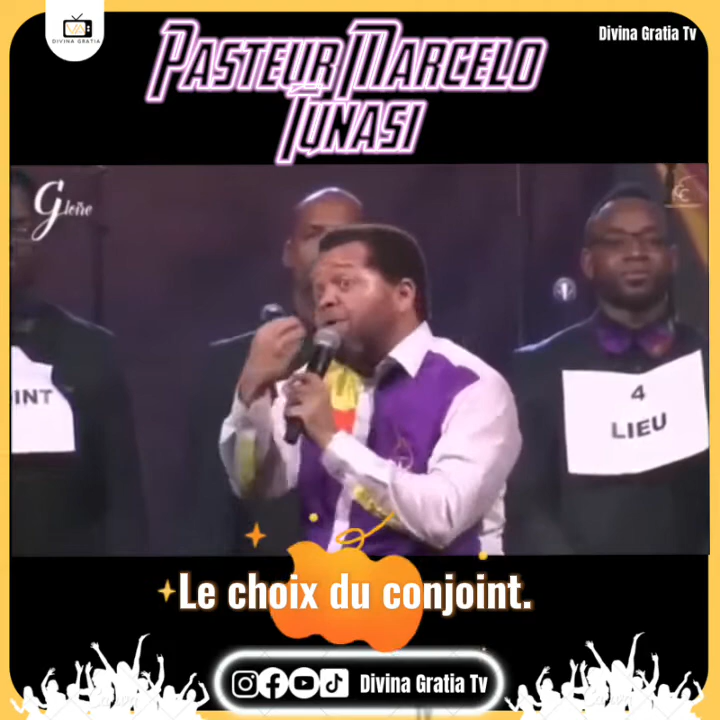 DIVINA GRATIA
Divina Gratia Tv
PASTEUR MARCELO
TUNASI
Gloire
INT
4
LIEU
Le choix du conjoint.
Divina Gratia Tv